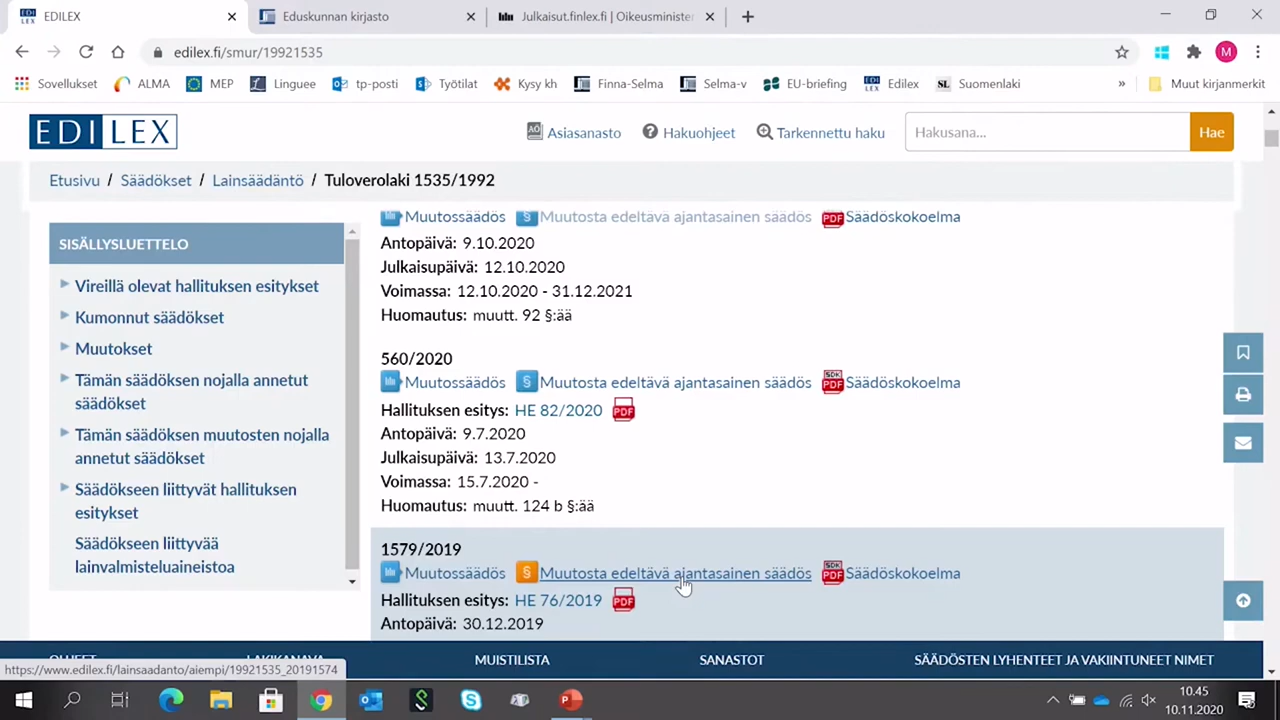 EDILEX
Eduskunnan kirjasto
Julkaisut.finlex.fi | Oikeusminister
edilex.fi/smur/19921535
M
Sovellukset
ALMA
MEP
Linguee
tp-posti
Työtilat
Kysy kh
Finna-Selma
Selma-v
EU-briefing
Edilex
Suomenlaki
»
Muut kirjanmerkit
EDILEX
Asiasanasto
Hakuohjeet
Tarkennettu haku
Hakusana...
Hae
Etusivu / Säädökset / Lainsäädäntö / Tuloverolaki 1535/1992
SISÄLLYSLUETTELO
Vireillä olevat hallituksen esitykset
Kumonnut säädökset
Muutokset
Tämän säädöksen nojalla annetut
säädökset
Tämän säädöksen muutosten nojalla
annetut säädökset
Säädökseen liittyvät hallituksen
esitykset
Säädökseen liittyvää
lainvalmisteluaineistoa
Muutossäädös § Muutosta edeltävä ajantasainen säädös PDF Säädöskokoelma
Antopäivä: 9.10.2020
Julkaisupäivä: 12.10.2020
Voimassa: 12.10.2020 - 31.12.2021
Huomautus: muutt. 92 §:ää
560/2020
Muutossäädös § Muutosta edeltävä ajantasainen säädös SDK PDF Säädöskokoelma
Hallituksen esitys: HE 82/2020 PDF
Antopäivä: 9.7.2020
Julkaisupäivä: 13.7.2020
Voimassa: 15.7.2020 -
Huomautus: muutt. 124 b §:ää
1579/2019
Muutossäädös § Muutosta edeltävä ajantasainen säädös SDK PDF Säädöskokoelma
Hallituksen esitys: HE 76/2019 PDF
Antopäivä: 30.12.2019
MUISTILISTA
SANASTOT
SÄÄDÖSTEN LYHENTEET JA VAKIINTUNEET NIMET
https://www.edilex.fi/lainsaadanto/aiempi/19921535_20191574
10.45
10.11.2020